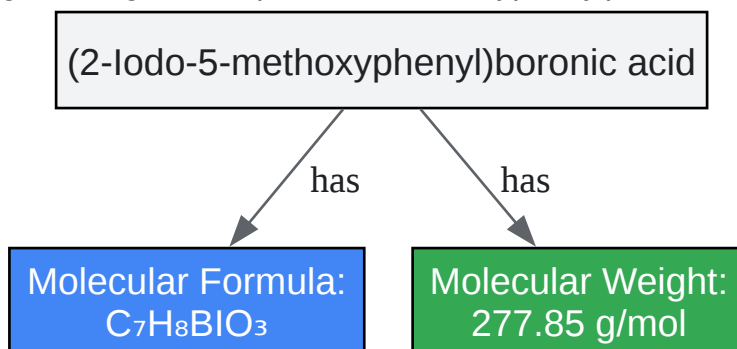 (2-Iodo-5-methoxyphenyl)boronic acid
has
has
Molecular Formula:
C₇H₈BIO₃
Molecular Weight:
277.85 g/mol